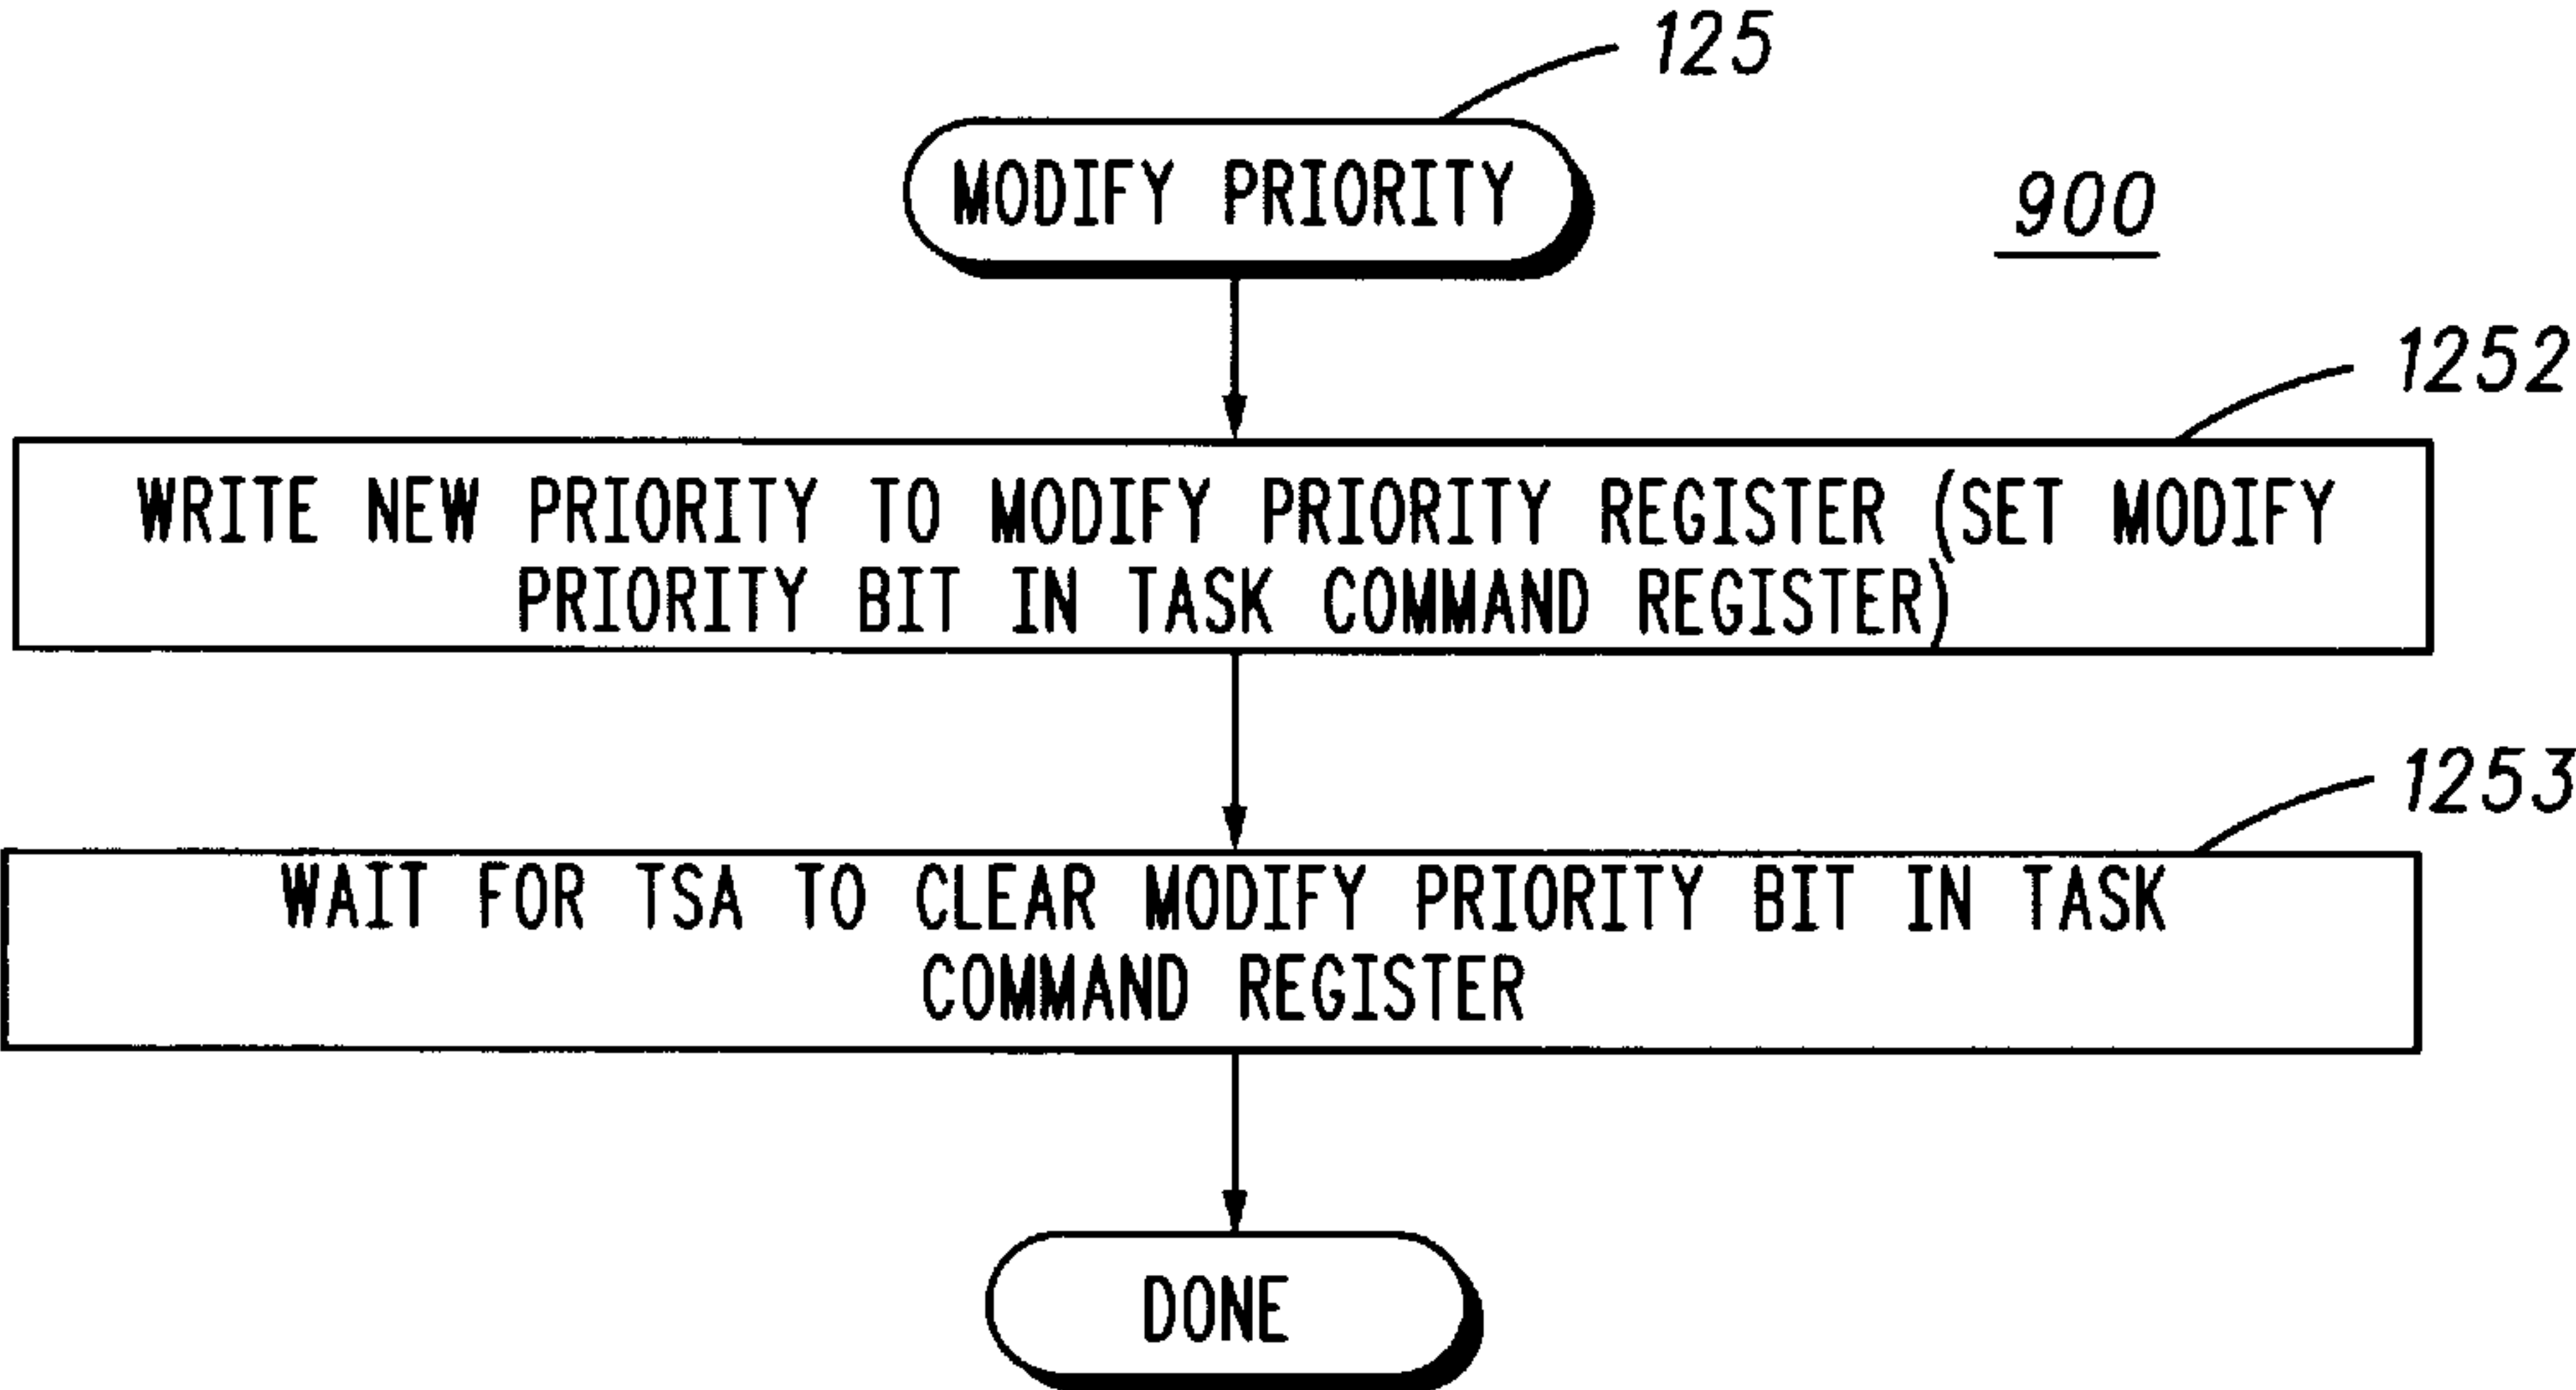 125
MODIFY PRIORITY
900
1252
WRITE NEW PRIORITY TO MODIFY PRIORITY REGISTER (SET MODIFY
PRIORITY BIT IN TASK COMMAND REGISTER)
1253
WAIT FOR TSA TO CLEAR MODIFY PRIORITY BIT IN TASK
COMMAND REGISTER
DONE